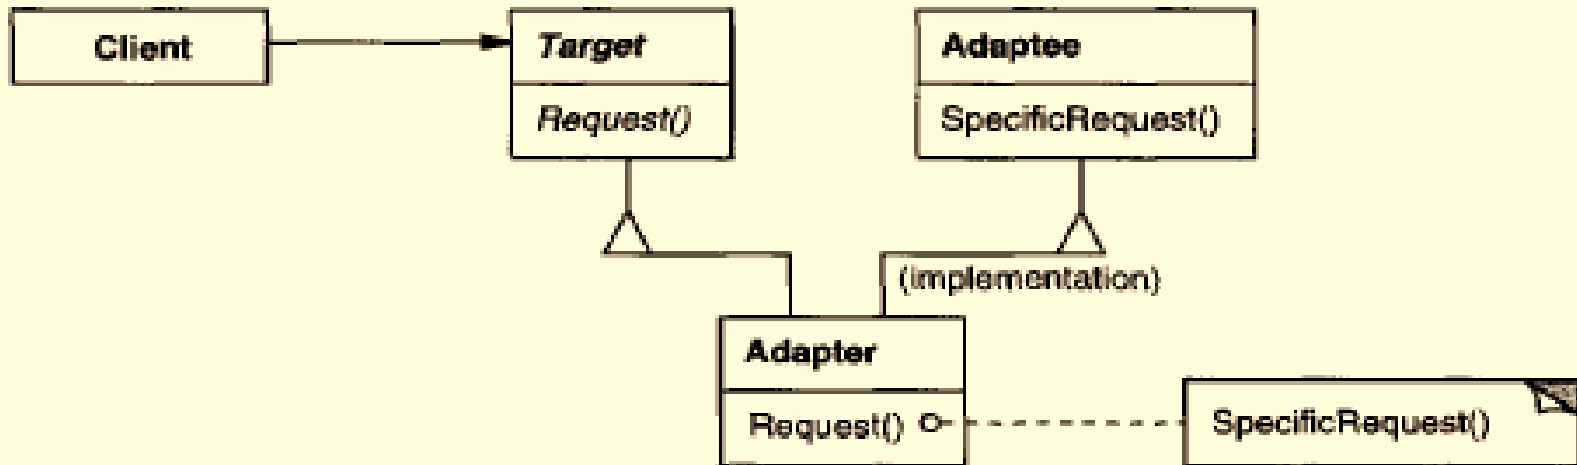 Client
Target
Request()
Adaptee
SpecificRequest()
(implementation)
Adapter
Request()
SpecificRequest()